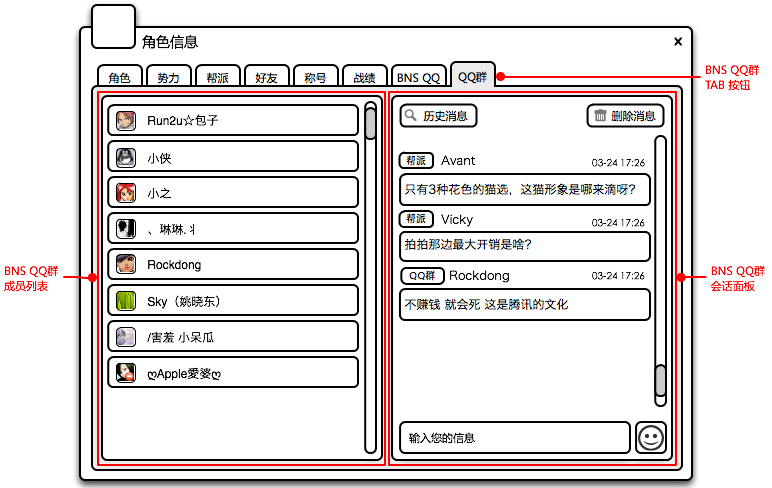 角色信息
角色 势力 帮派 好友 称号 战绩 BNS QQ QQ群
BNS QQ群
TAB 按钮
Run2u☆包子
小侠
小之
、琳琳.丬
Rockdong
Sky（姚晓东）
/害羞 小呆瓜
ღApple愛婆ღ
BNS QQ群
成员列表
历史消息 删除消息
帮派 Avant 03-24 17:26
只有3种花色的猫选，这猫形象是哪来滴呀?
帮派 Vicky 03-24 17:26
拍拍那边最大开销是啥?
QQ群 Rockdong 03-24 17:26
不赚钱 就会死 这是腾讯的文化
输入您的信息
BNS QQ群
会话面板